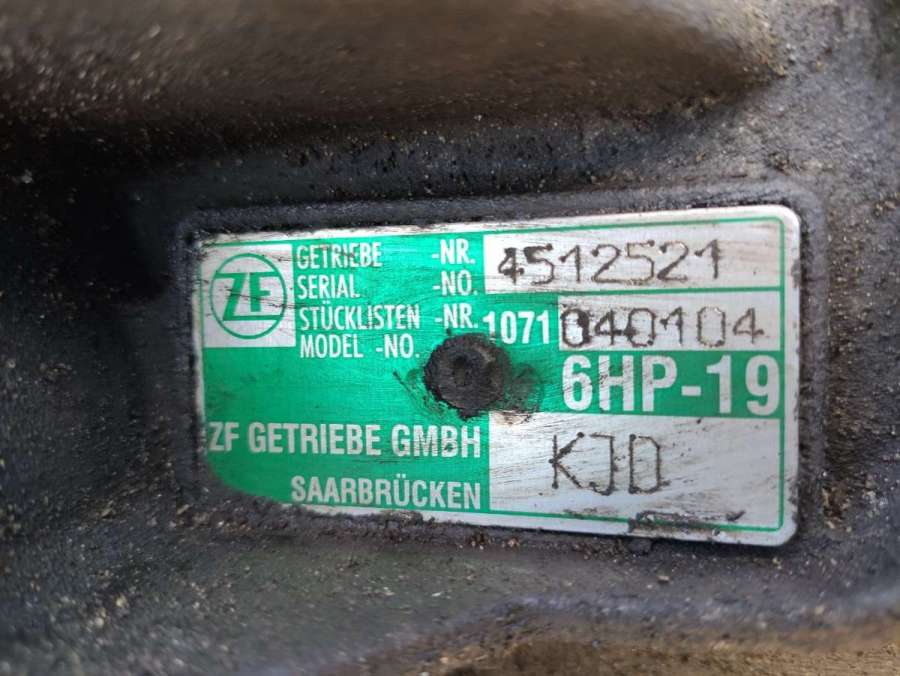 ZF
GETRIEBE -NR. 4512521
SERIAL -NO.
STÜCKLISTEN -NR. 1071 040104
MODEL -NO.
6HP-19
ZF GETRIEBE GMBH KJD
SAARBRÜCKEN